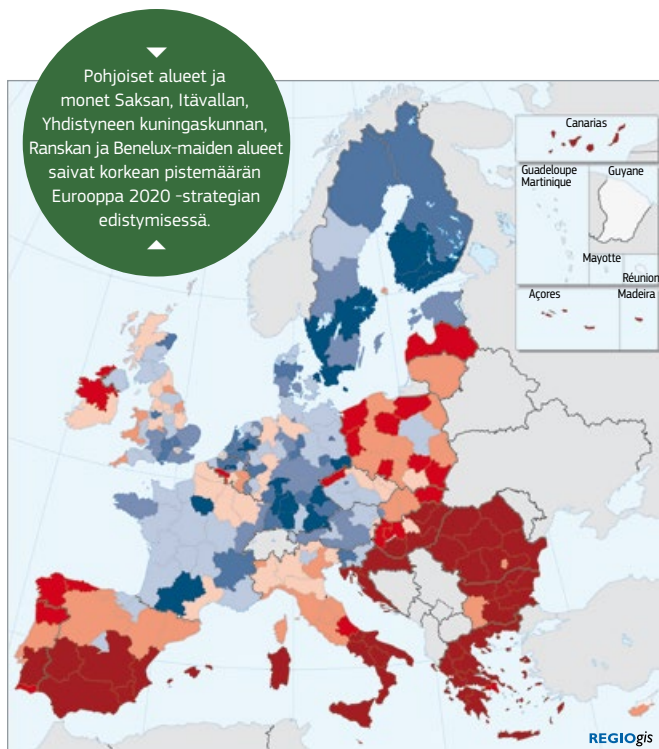 Pohjoiset alueet ja
monet Saksan, Itävallan,
Yhdistyneen kuningaskunnan,
Ranskan ja Benelux-maiden alueet
saivat korkean pistemäärän
Eurooppa 2020 -strategian
edistymisessä.
Canarias
Guadeloupe
Martinique
Guyane
Mayotte
Réunion
Açores
Madeira
REGIOgis